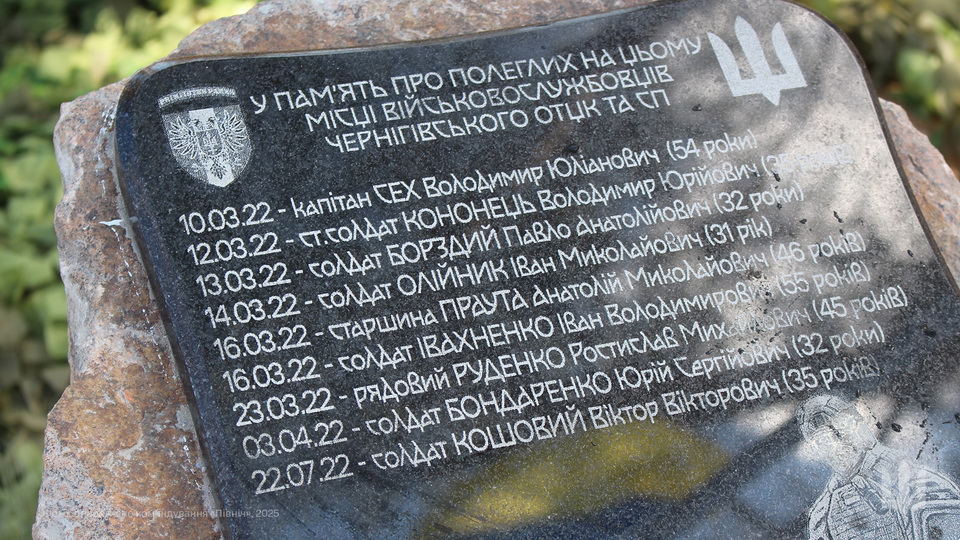 У ПАМ'ЯТЬ ПРО ПОЛЕГЛИХ НА ЦЬОМУ
МІСЦІ ВІЙСЬКОВОСЛУЖБОВЦІВ
ЧЕРНІГІВСЬКОГО ОТЦК ТА СП
10.03.22 - капітан СЕХ Володимир Юліанович (54 роки)
12.03.22 - ст.солдат КОНОНЕЦЬ Володимир Юрійович
13.03.22 - солдат БОРЗДИЙ Павло Анатолійович (32 роки)
14.03.22 - солдат ОЛІЙНИК Іван Миколайович (31 рік)
16.03.22 - старшина ПРАУТА Анатолій Миколайович (46 років)
16.03.22 - солдат ІВАХНЕНКО Іван Володимирович (55 років)
23.03.22 - рядовий РУДЕНКО Ростислав Михайлович (45 років)
03.04.22 - солдат БОНДАРЕНКО Юрій Сергійович (32 роки)
22.07.22 - солдат КОШОВИЙ Віктор Вікторович (35 років)
командування «Північ», 2025